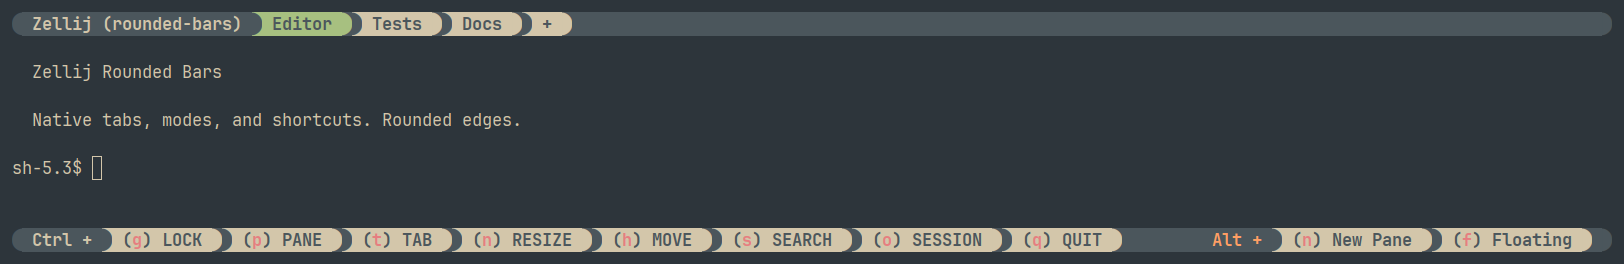 Zellij (rounded-bars) Editor Tests Docs +
Zellij Rounded Bars
Native tabs, modes, and shortcuts. Rounded edges.
sh-5.3$
Ctrl + (g) LOCK (p) PANE (t) TAB (n) RESIZE (h) MOVE (s) SEARCH (o) SESSION (q) QUIT Alt + (n) New Pane (f) Floating